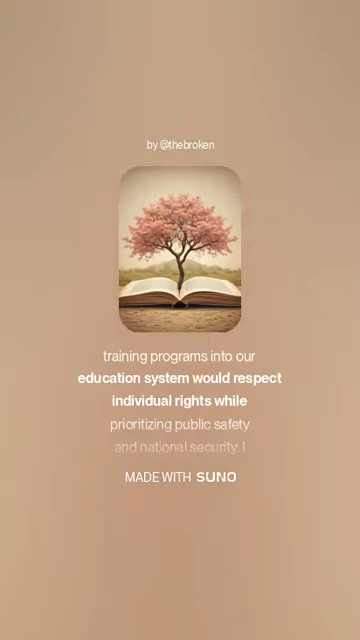 by @thebroken
training programs into our
education system would respect
individual rights while
prioritizing public safety
and national security. I
MADE WITH SUNO